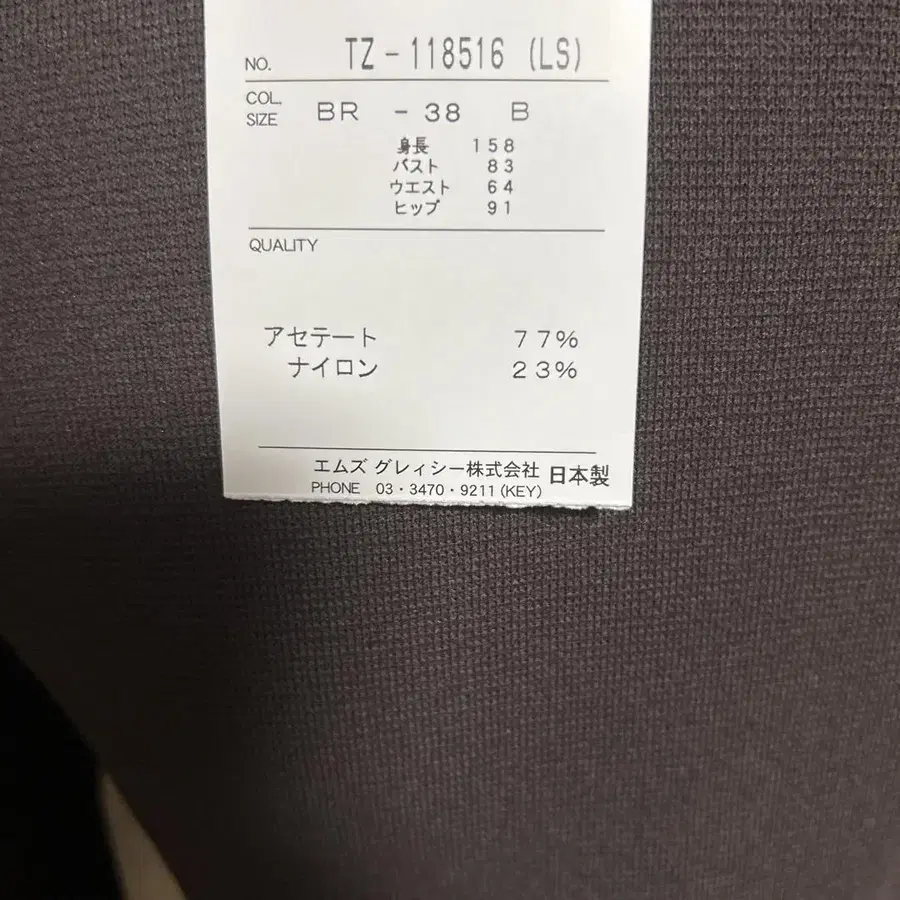 NO. TZ-118516 (LS)
COL.
SIZE BR - 38 B
身長 158
バスト 83
ウエスト 64
ヒップ 91
QUALITY
アセテート 77%
ナイロン 23%
エムズ グレィシー株式会社 日本製
PHONE 03・3470・9211(KEY)